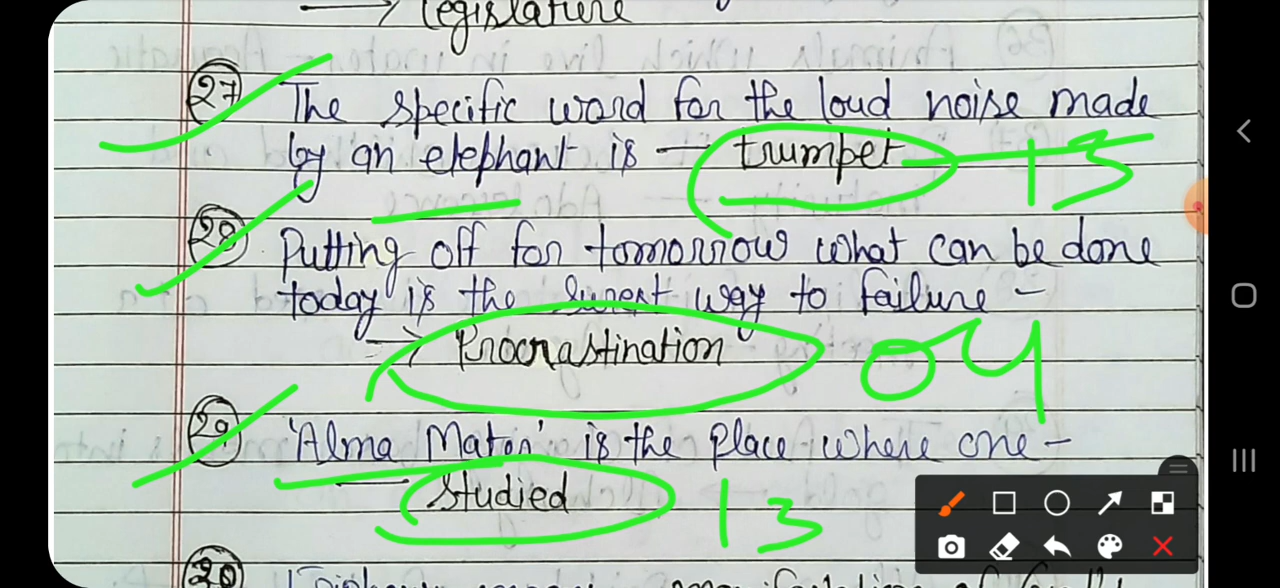 → Legislature
27 The specific word for the loud noise made
by an elephant is — trumpet 13
28 Putting off for tomorrow what can be done
today is the surest way to failure –
→ Procrastination 04
29 'Alma Mator' is the place where one –
— studied 13
30